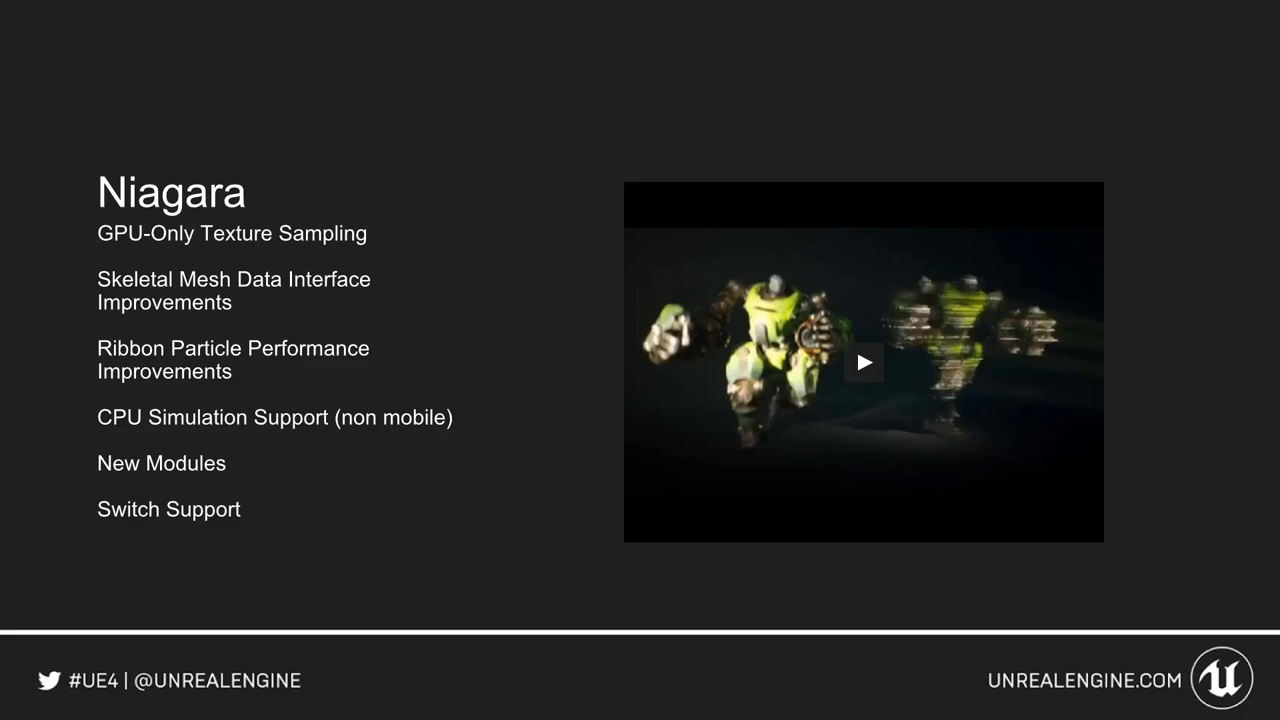 Niagara
GPU-Only Texture Sampling
Skeletal Mesh Data Interface
Improvements
Ribbon Particle Performance
Improvements
CPU Simulation Support (non mobile)
New Modules
Switch Support
#UE4 | @UNREALENGINE
UNREALENGINE.COM